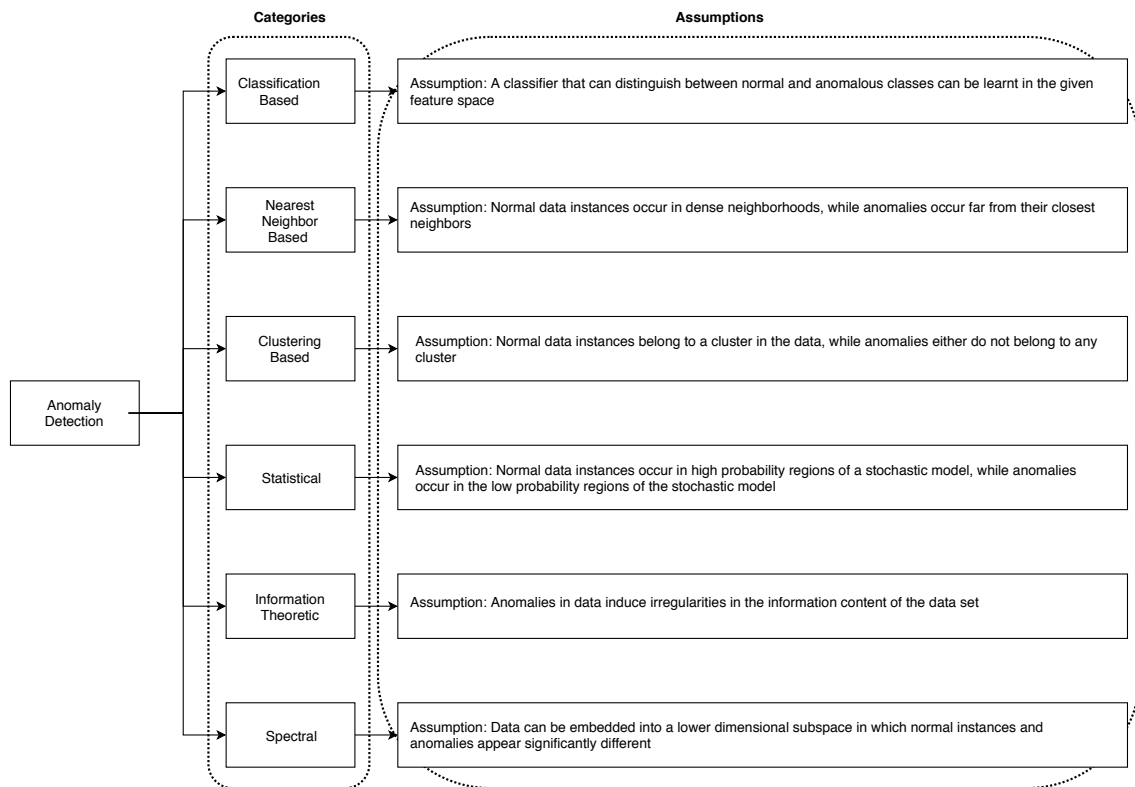 Categories
Assumptions
Classification
Based
Assumption: A classifier that can distinguish between normal and anomalous classes can be learnt in the given
feature space
Nearest
Neighbor
Based
Assumption: Normal data instances occur in dense neighborhoods, while anomalies occur far from their closest
neighbors
Clustering
Based
Assumption: Normal data instances belong to a cluster in the data, while anomalies either do not belong to any
cluster
Anomaly
Detection
Statistical
Assumption: Normal data instances occur in high probability regions of a stochastic model, while anomalies
occur in the low probability regions of the stochastic model
Information
Theoretic
Assumption: Anomalies in data induce irregularities in the information content of the data set
Spectral
Assumption: Data can be embedded into a lower dimensional subspace in which normal instances and
anomalies appear significantly different